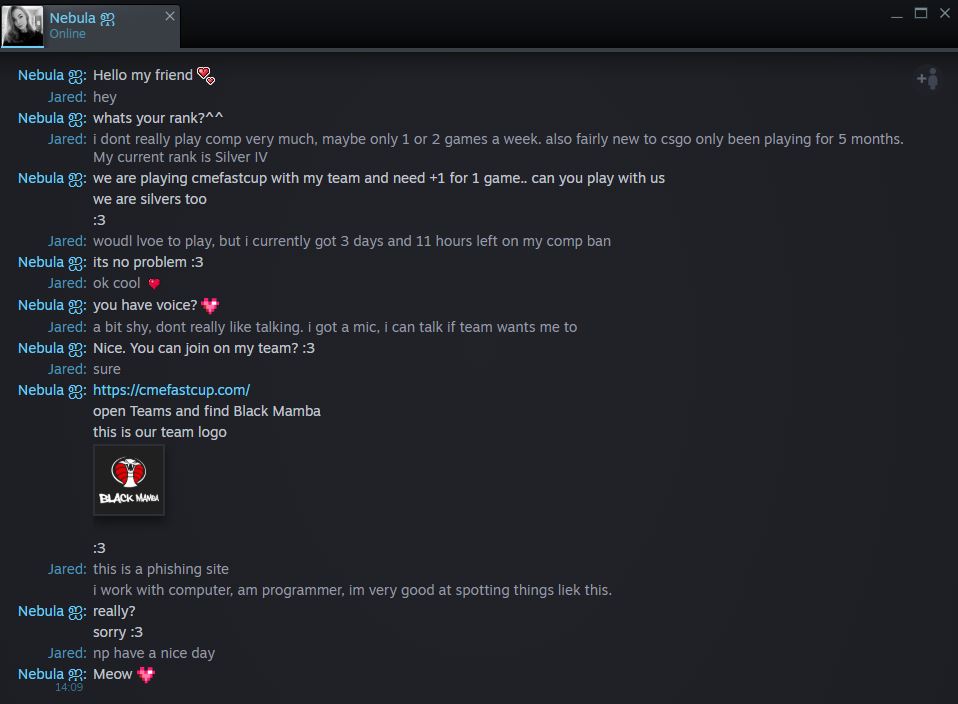 Nebula ஐ
Online
Nebula ஐ: Hello my friend
Jared: hey
Nebula ஐ: whats your rank?^^
Jared: i dont really play comp very much, maybe only 1 or 2 games a week. also fairly new to csgo only been playing for 5 months.
My current rank is Silver IV
Nebula ஐ: we are playing cmefastcup with my team and need +1 for 1 game.. can you play with us
we are silvers too
:3
Jared: woudl lvoe to play, but i currently got 3 days and 11 hours left on my comp ban
Nebula ஐ: its no problem :3
Jared: ok cool
Nebula ஐ: you have voice?
Jared: a bit shy, dont really like talking. i got a mic, i can talk if team wants me to
Nebula ஐ: Nice. You can join on my team? :3
Jared: sure
Nebula ஐ: https://cmefastcup.com/
open Teams and find Black Mamba
this is our team logo
BLACK MAMBA
:3
Jared: this is a phishing site
i work with computer, am programmer, im very good at spotting things liek this.
Nebula ஐ: really?
sorry :3
Jared: np have a nice day
Nebula ஐ: Meow
14:09